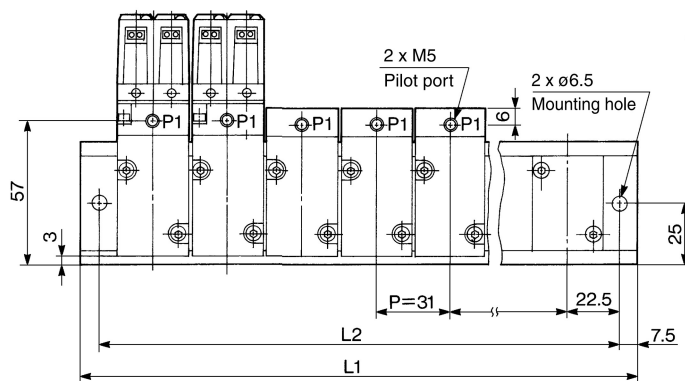 2 x M5
Pilot port
2 x ø6.5
Mounting hole
P1
P1
P1
P1
P1
6
57
3
25
P=31
22.5
L2
7.5
L1